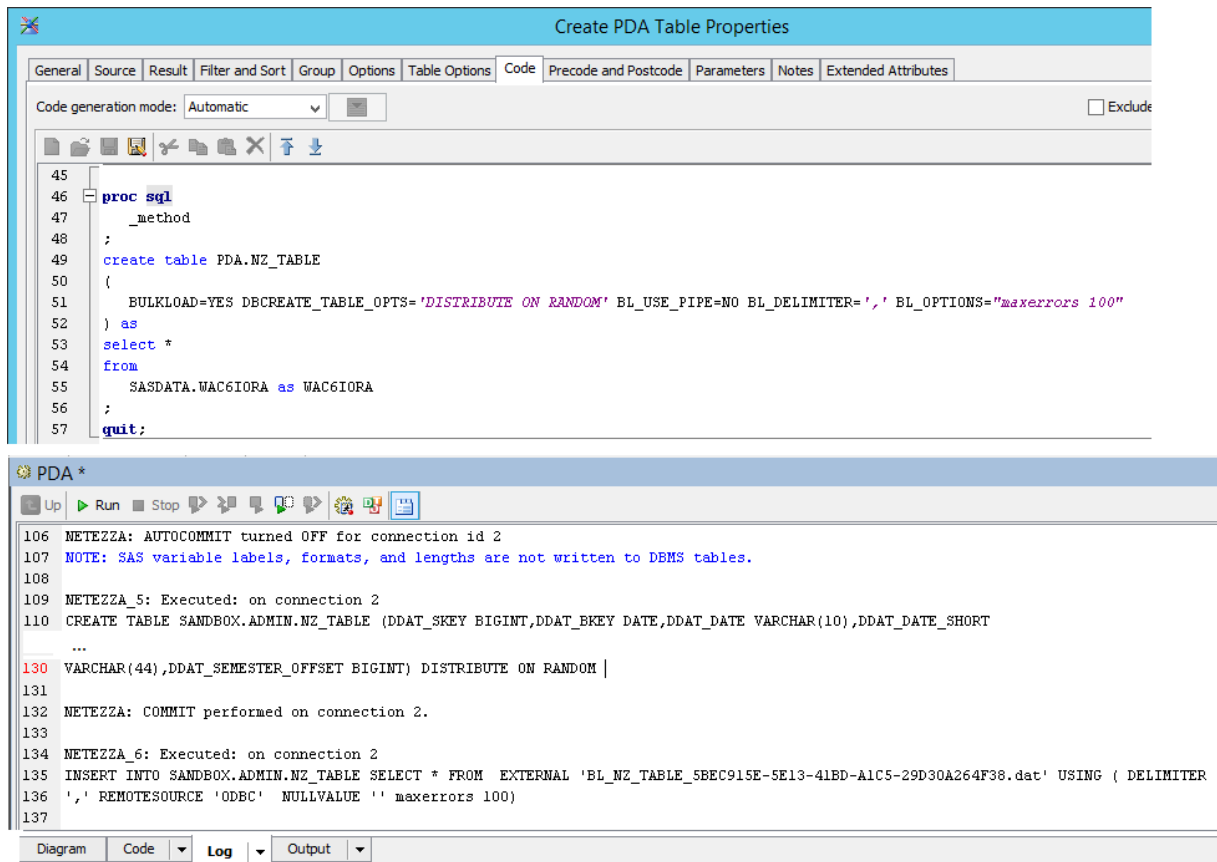 Create PDA Table Properties
General Source Result Filter and Sort Group Options Table Options Code Precode and Postcode Parameters Notes Extended Attributes
Code generation mode: Automatic Exclude
45
46 proc sql
47 _method
48 ;
49 create table PDA.NZ_TABLE
50 (
51 BULKLOAD=YES DBCREATE_TABLE_OPTS='DISTRIBUTE ON RANDOM' BL_USE_PIPE=NO BL_DELIMITER=',' BL_OPTIONS="maxerrors 100"
52 ) as
53 select *
54 from
55 SASDATA.WAC6IORA as WAC6IORA
56 ;
57 quit;
PDA *
Up Run Stop
106 NETEZZA: AUTOCOMMIT turned OFF for connection id 2
107 NOTE: SAS variable labels, formats, and lengths are not written to DBMS tables.
108
109 NETEZZA_5: Executed: on connection 2
110 CREATE TABLE SANDBOX.ADMIN.NZ_TABLE (DDAT_SKEY BIGINT,DDAT_BKEY DATE,DDAT_DATE VARCHAR(10),DDAT_DATE_SHORT
...
130 VARCHAR(44),DDAT_SEMESTER_OFFSET BIGINT) DISTRIBUTE ON RANDOM
131
132 NETEZZA: COMMIT performed on connection 2.
133
134 NETEZZA_6: Executed: on connection 2
135 INSERT INTO SANDBOX.ADMIN.NZ_TABLE SELECT * FROM EXTERNAL 'BL_NZ_TABLE_5BEC915E-5E13-41BD-A1C5-29D30A264F38.dat' USING ( DELIMITER
136 ',' REMOTESOURCE 'ODBC' NULLVALUE '' maxerrors 100)
137
Diagram Code Log Output